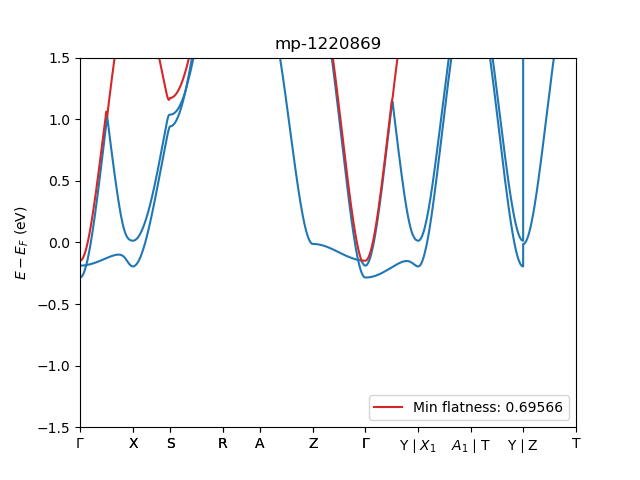 mp-1220869
E − E_F (eV)
1.5
1.0
0.5
0.0
−0.5
−1.0
−1.5
Min flatness: 0.69566
Γ X S R A Z Γ Y | X₁ A₁ | T Y | Z T